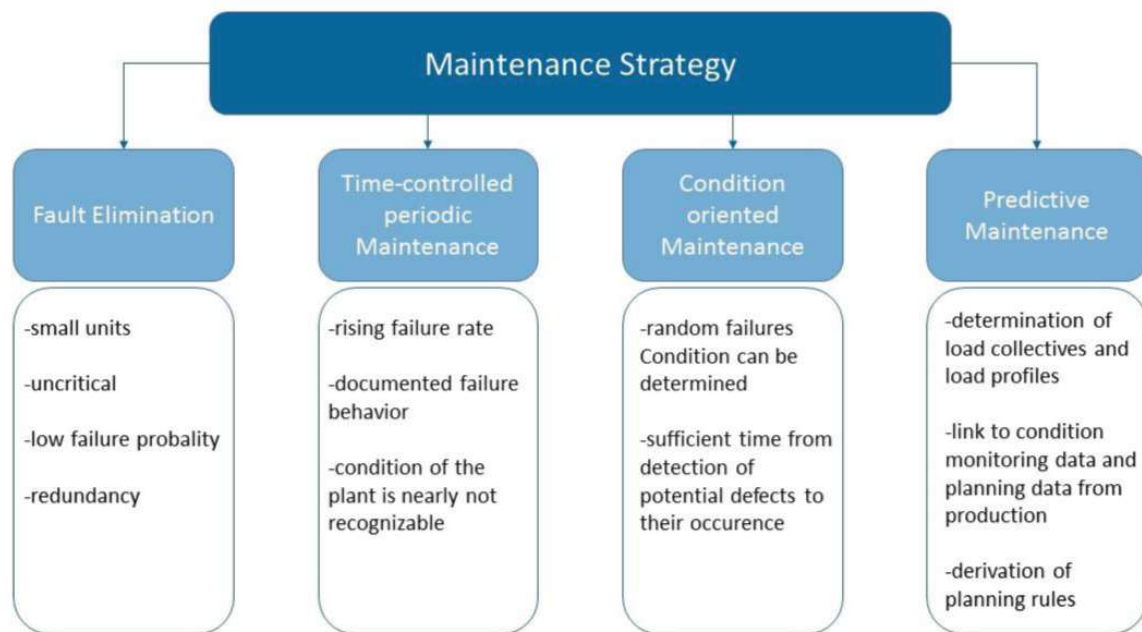 Maintenance Strategy
Fault Elimination
-small units
-uncritical
-low failure probality
-redundancy
Time-controlled
periodic
Maintenance
-rising failure rate
-documented failure
behavior
-condition of the
plant is nearly not
recognizable
Condition
oriented
Maintenance
-random failures
Condition can be
determined
-sufficient time from
detection of
potential defects to
their occurence
Predictive
Maintenance
-determination of
load collectives and
load profiles
-link to condition
monitoring data and
planning data from
production
-derivation of
planning rules